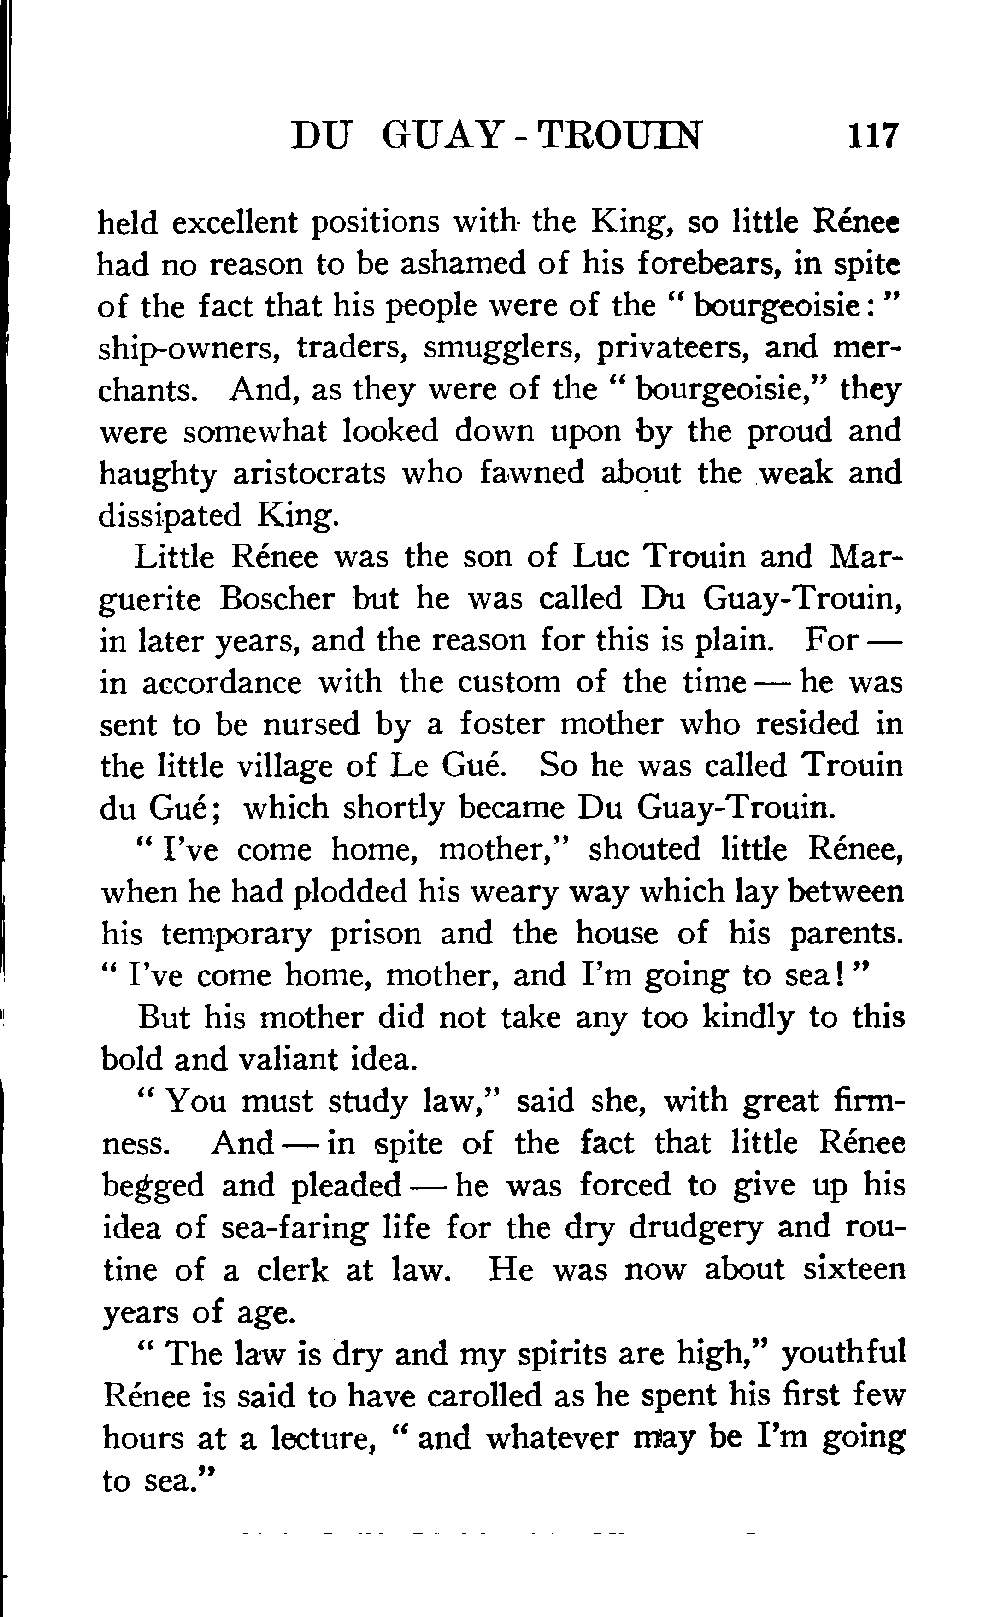 DU GUAY-TROUIN 117
held excellent positions with the King, so little Rénee
had no reason to be ashamed of his forebears, in spite
of the fact that his people were of the " bourgeoisie: "
ship-owners, traders, smugglers, privateers, and mer-
chants. And, as they were of the " bourgeoisie," they
were somewhat looked down upon by the proud and
haughty aristocrats who fawned about the weak and
dissipated King.
Little Rénee was the son of Luc Trouin and Mar-
guerite Boscher but he was called Du Guay-Trouin,
in later years, and the reason for this is plain. For —
in accordance with the custom of the time — he was
sent to be nursed by a foster mother who resided in
the little village of Le Gué. So he was called Trouin
du Gué; which shortly became Du Guay-Trouin.
" I've come home, mother," shouted little Rénee,
when he had plodded his weary way which lay between
his temporary prison and the house of his parents.
" I've come home, mother, and I'm going to sea! "
But his mother did not take any too kindly to this
bold and valiant idea.
" You must study law," said she, with great firm-
ness. And — in spite of the fact that little Rénee
begged and pleaded — he was forced to give up his
idea of sea-faring life for the dry drudgery and rou-
tine of a clerk at law. He was now about sixteen
years of age.
" The law is dry and my spirits are high," youthful
Rénee is said to have carolled as he spent his first few
hours at a lecture, " and whatever may be I'm going
to sea."